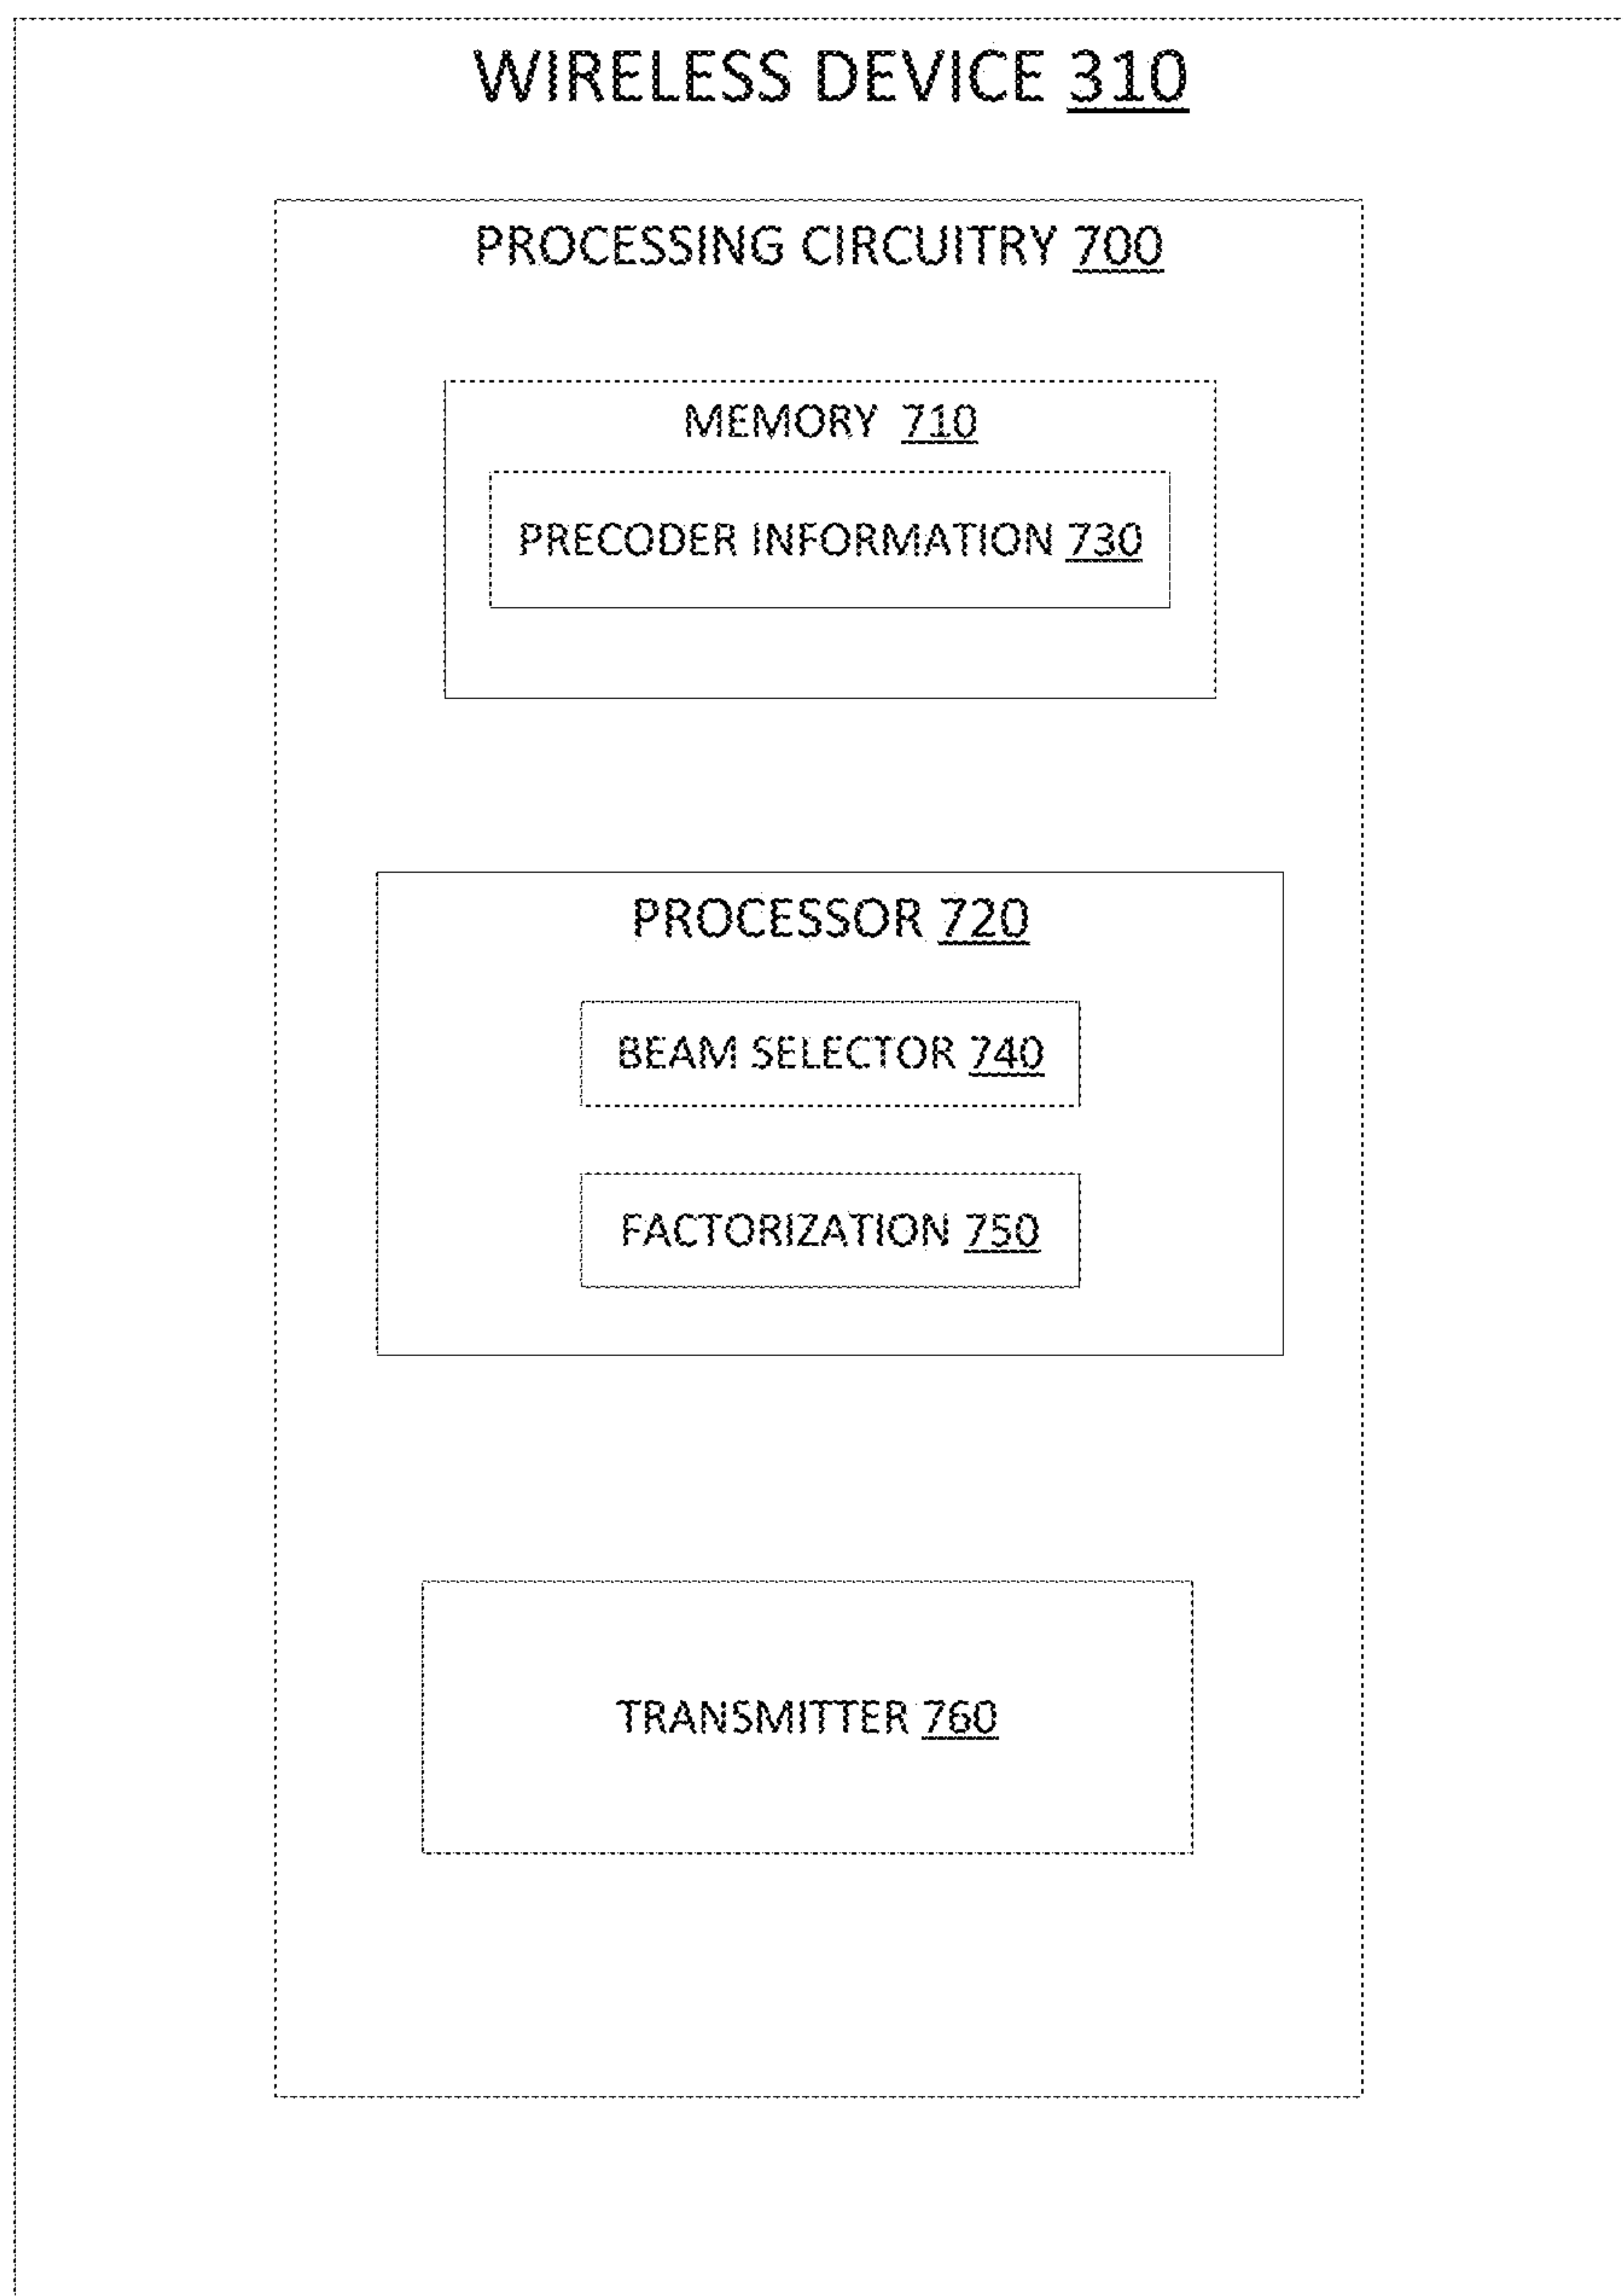 WIRELESS DEVICE 310
PROCESSING CIRCUITRY 700
MEMORY 710
PRECODER INFORMATION 730
PROCESSOR 720
BEAM SELECTOR 740
FACTORIZATION 750
TRANSMITTER 760